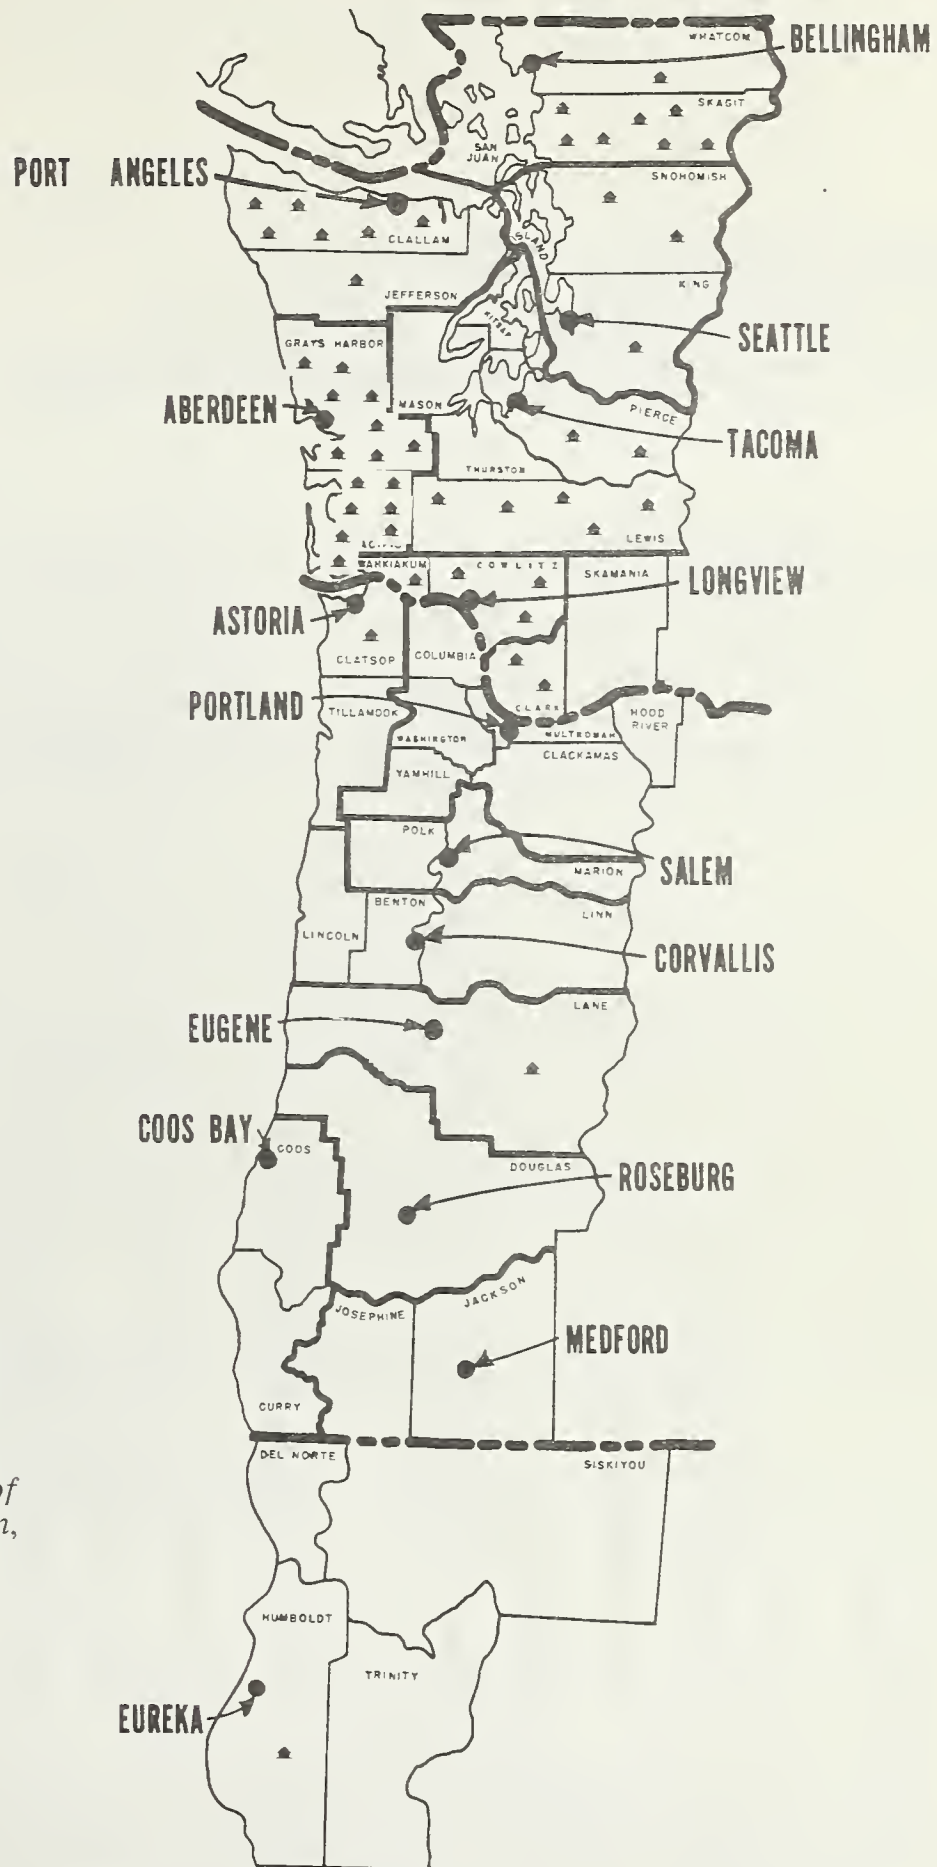 WHATCOM
BELLINGHAM
SKAGIT
SAN
JUAN
PORT ANGELES
SNOHOMISH
CLALLAM
ISLAND
JEFFERSON
KING
KITSAP
SEATTLE
GRAYS HARBOR
ABERDEEN
MASON
PIERCE
TACOMA
THURSTON
LEWIS
WAHKIAKUM
COWLITZ
SKAMANIA
LONGVIEW
ASTORIA
CLATSOP
COLUMBIA
PORTLAND
TILLAMOOK
CLARK
HOOD
RIVER
WASHINGTON
MULTNOMAH
CLACKAMAS
YAMHILL
POLK
MARION
SALEM
BENTON
LINN
LINCOLN
CORVALLIS
LANE
EUGENE
COOS BAY
COOS
DOUGLAS
ROSEBURG
JACKSON
JOSEPHINE
MEDFORD
CURRY
DEL NORTE
SISKIYOU
of
HUMBOLDT
TRINITY
EUREKA